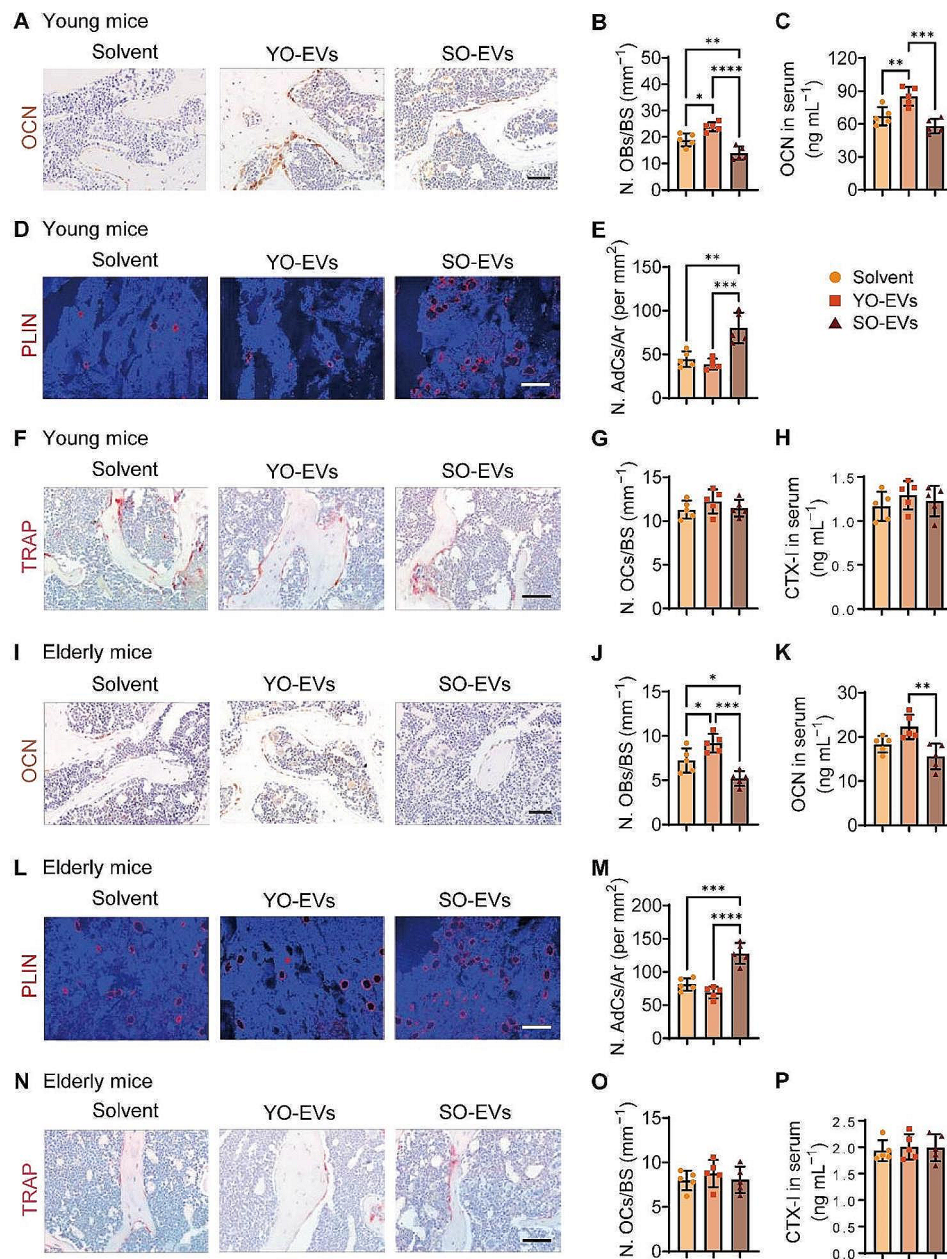 A Young mice
Solvent YO-EVs SO-EVs
OCN
B
N. OBs/BS (mm⁻¹)
50
40
30
20
10
0
**
****
*
C
OCN in serum
(ng mL⁻¹)
120
90
60
30
0
***
**
D Young mice
Solvent YO-EVs SO-EVs
PLIN
E
N. AdCs/Ar (per mm²)
150
100
50
0
**
***
Solvent
YO-EVs
SO-EVs
F Young mice
Solvent YO-EVs SO-EVs
TRAP
G
N. OCs/BS (mm⁻¹)
15
10
5
0
H
CTX-I in serum
(ng mL⁻¹)
1.5
1.0
0.5
0.0
I Elderly mice
Solvent YO-EVs SO-EVs
OCN
J
N. OBs/BS (mm⁻¹)
15
10
5
0
*
* ***
K
OCN in serum
(ng mL⁻¹)
30
20
10
0
**
L Elderly mice
Solvent YO-EVs SO-EVs
PLIN
M
N. AdCs/Ar (per mm²)
200
150
100
50
0
***
****
N Elderly mice
Solvent YO-EVs SO-EVs
TRAP
O
N. OCs/BS (mm⁻¹)
15
10
5
0
P
CTX-I in serum
(ng mL⁻¹)
2.5
2.0
1.5
1.0
0.5
0.0